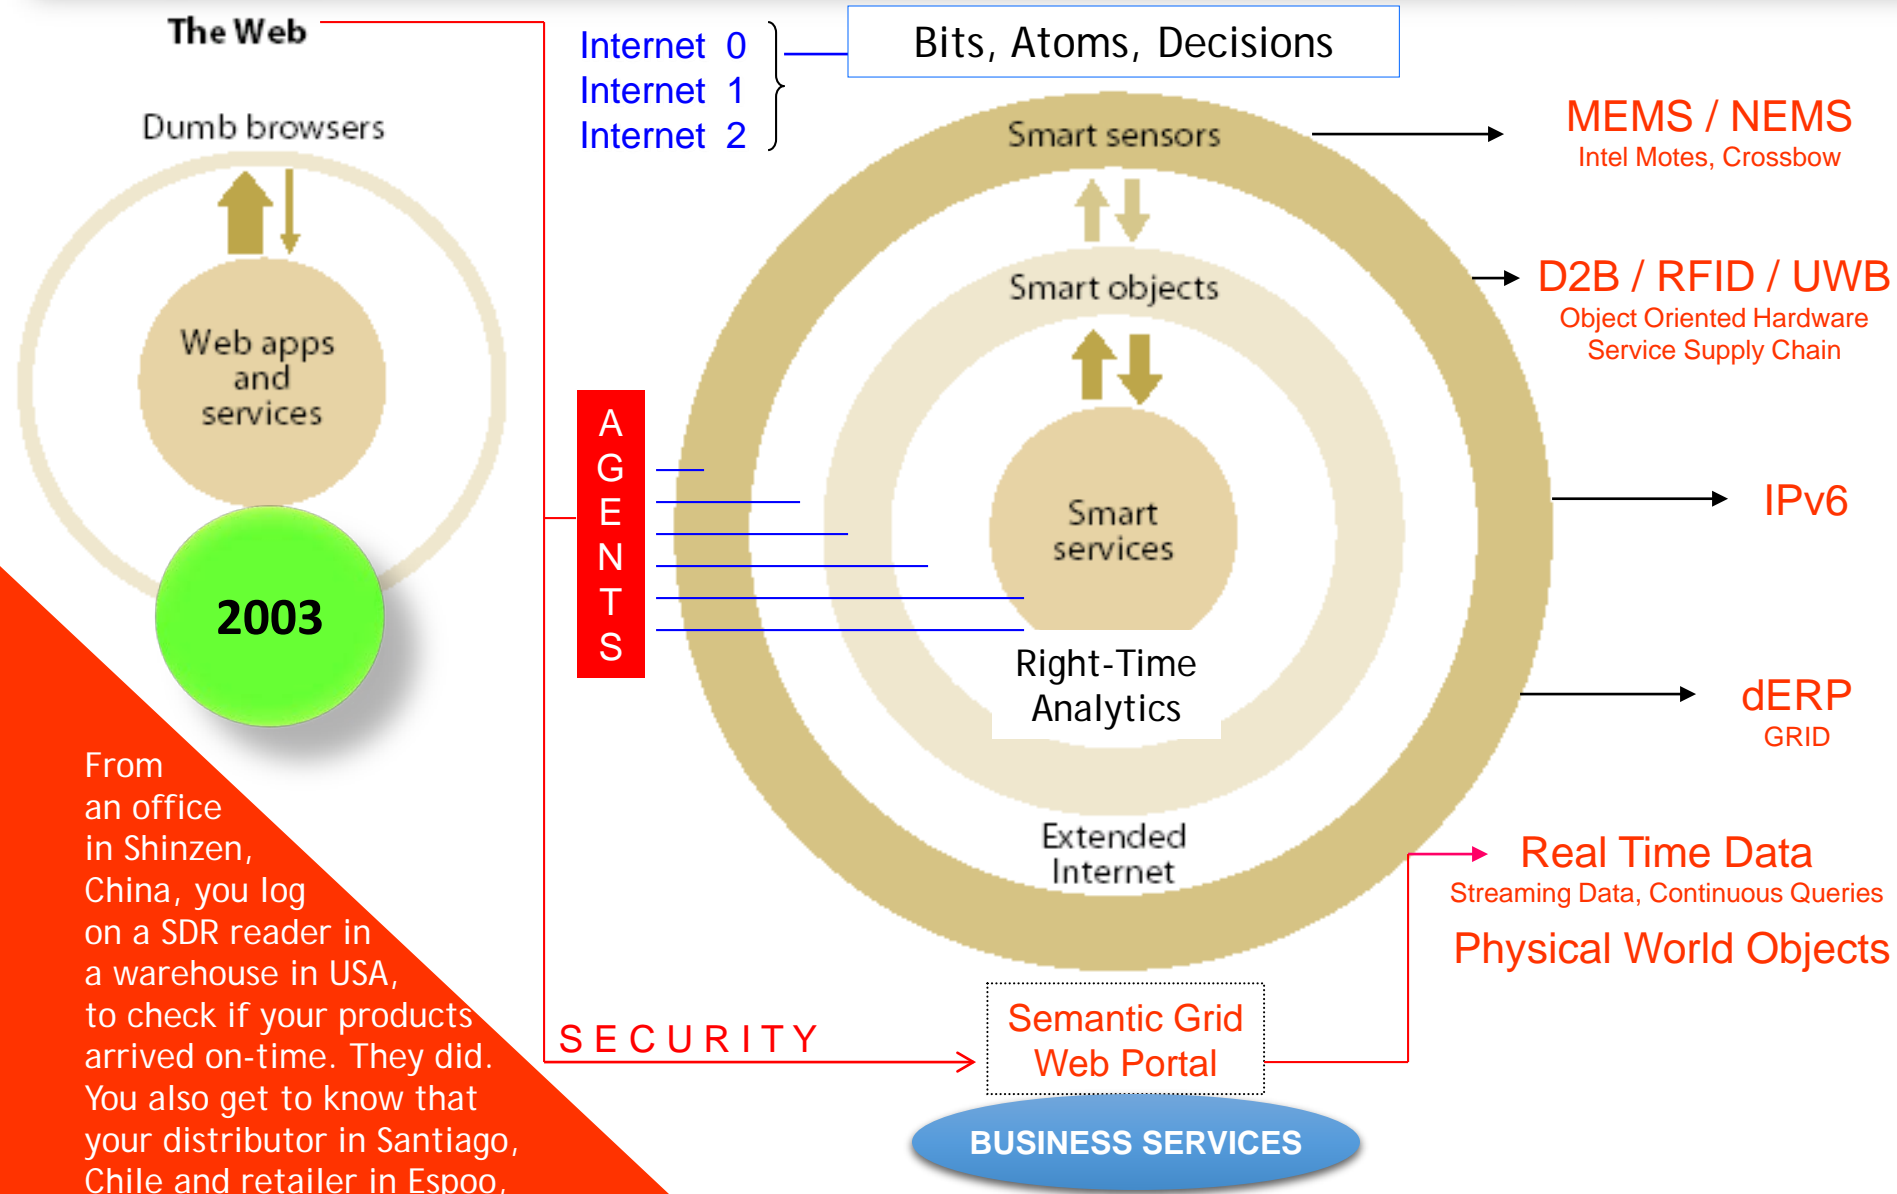 The Web
Dumb browsers
Web apps
and
services
2003
From
an office
in Shinzen,
China, you log
on a SDR reader in
a warehouse in USA,
to check if your products
arrived on-time. They did.
You also get to know that
your distributor in Santiago,
Chile and retailer in Espoo,
Internet 0
Internet 1
Internet 2
Bits, Atoms, Decisions
A
G
E
N
T
S
Smart sensors
Smart objects
Smart
services
Right-Time
Analytics
Extended
Internet
MEMS / NEMS
Intel Motes, Crossbow
D2B / RFID / UWB
Object Oriented Hardware
Service Supply Chain
IPv6
dERP
GRID
Real Time Data
Streaming Data, Continuous Queries
Physical World Objects
S E C U R I T Y
Semantic Grid
Web Portal
BUSINESS SERVICES